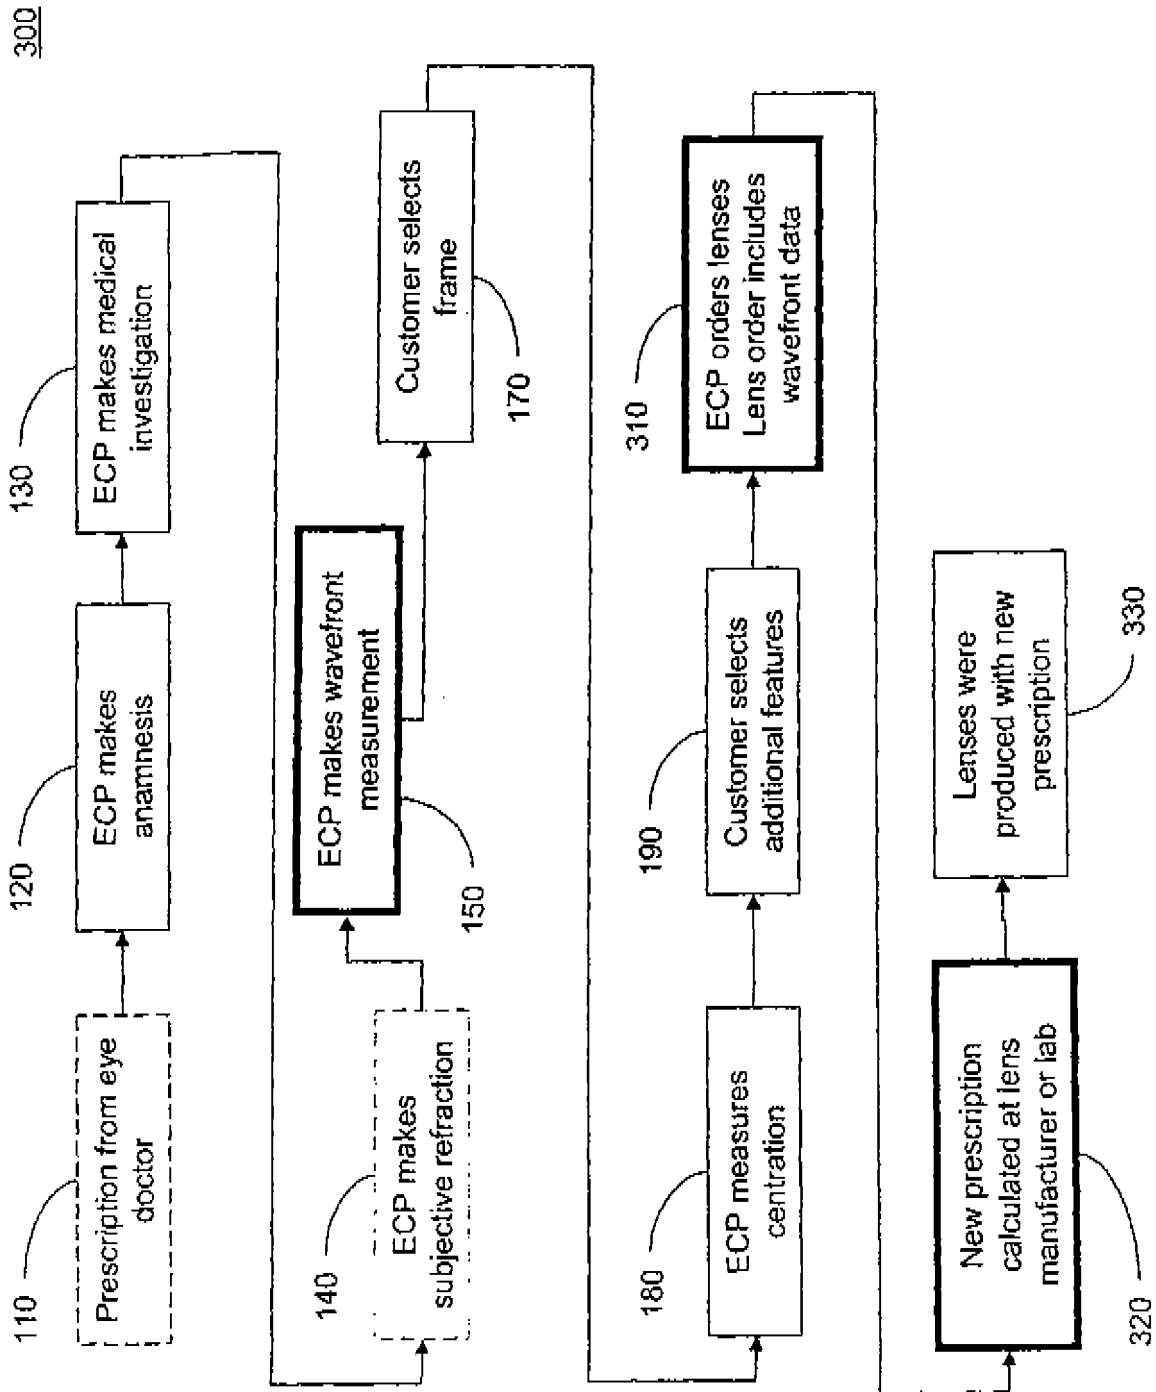 300
110
Prescription from eye
doctor
120
ECP makes
anamnesis
130
ECP makes medical
investigation
140
ECP makes
subjective refraction
150
ECP makes wavefront
measurement
170
Customer selects
frame
180
ECP measures
centration
190
Customer selects
additional features
310
ECP orders lenses
Lens order includes
wavefront data
320
New prescription
calculated at lens
manufacturer or lab
330
Lenses were
produced with new
prescription